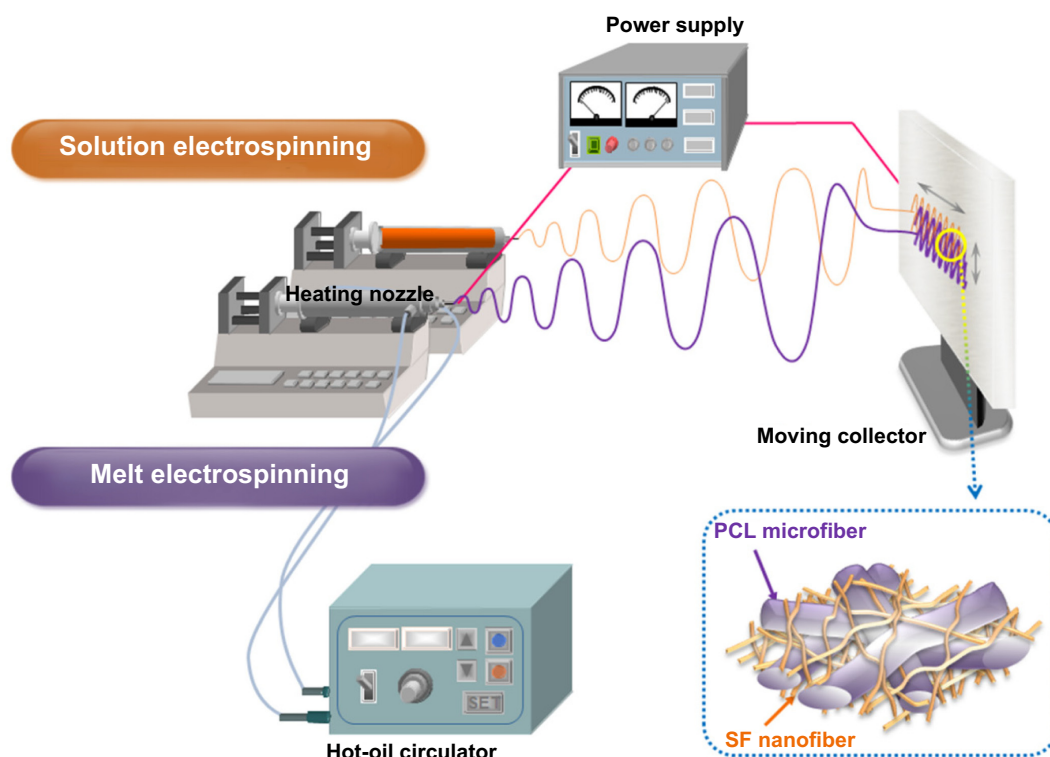 Power supply
Solution electrospinning
Heating nozzle
Moving collector
Melt electrospinning
PCL microfiber
SET
SF nanofiber
Hot-oil circulator